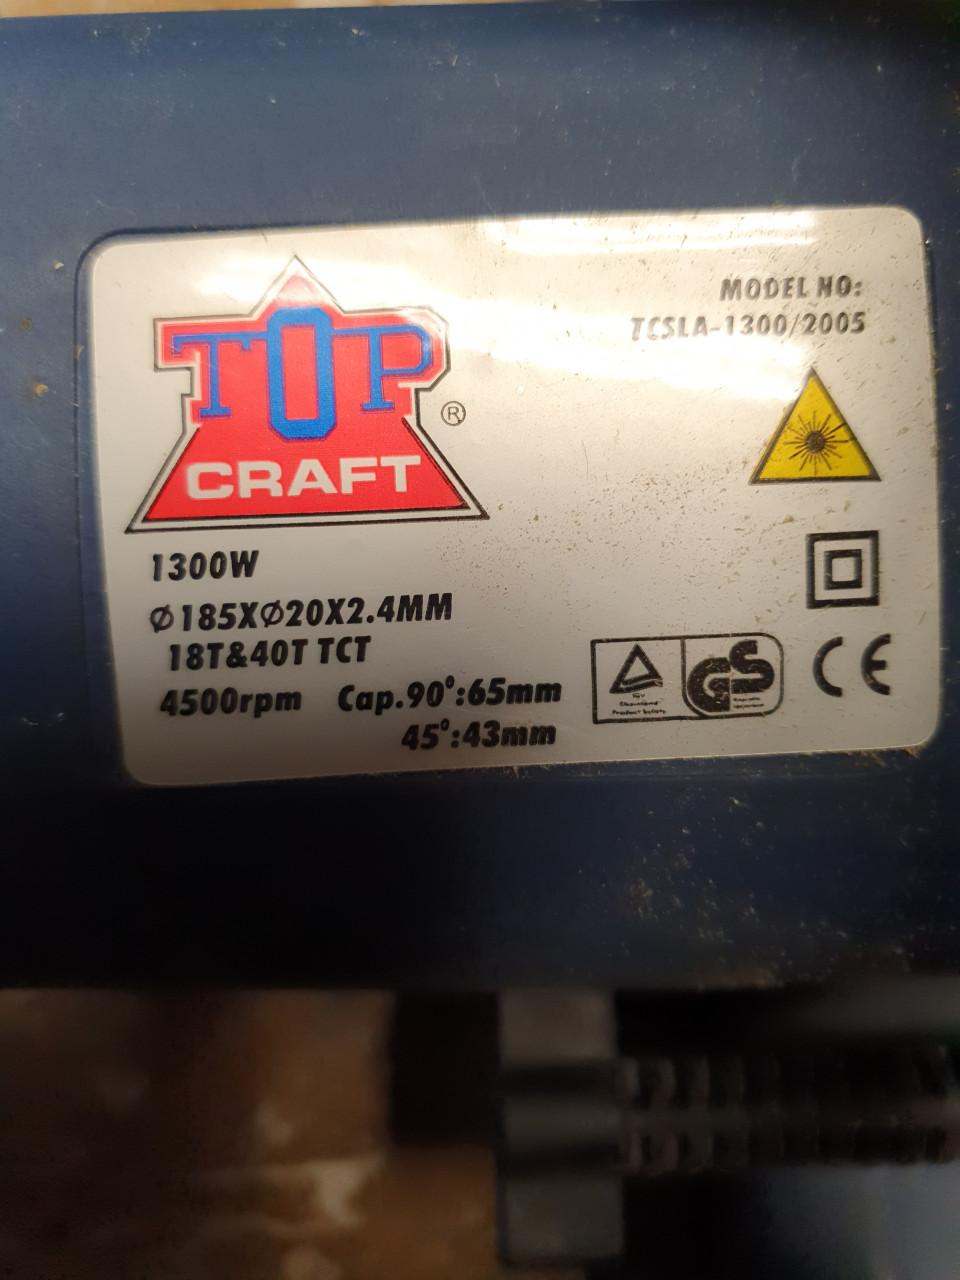 TOP
CRAFT
®
MODEL NO:
TCSLA-1300/2005
1300W
Ø185XØ20X2.4MM
18T&40T TCT
4500rpm Cap.90°:65mm
45°:43mm
GS
CE